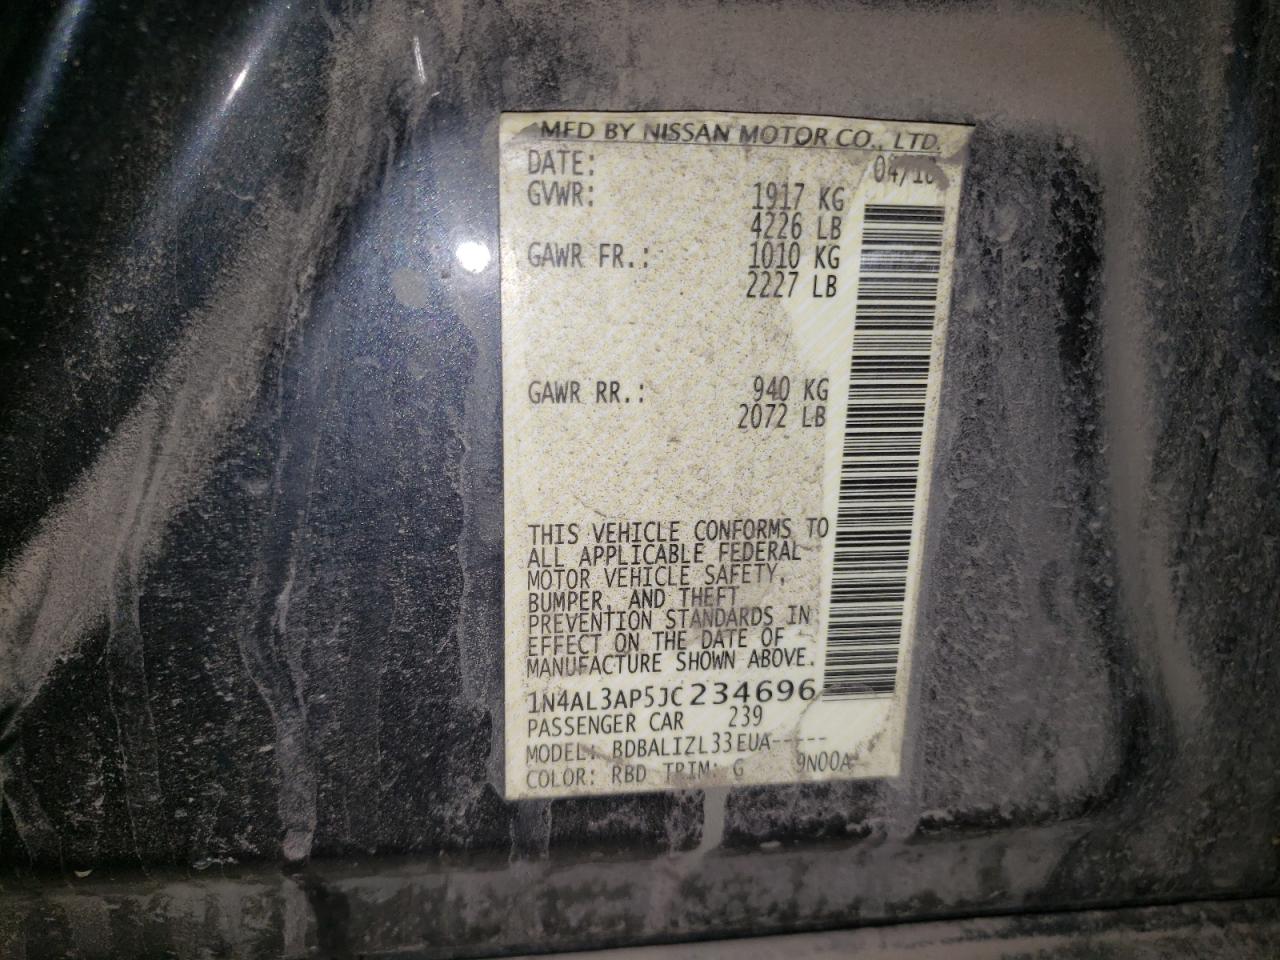 MFD BY NISSAN MOTOR CO., LTD.
DATE: 04/18
GVWR: 1917 KG
4226 LB
GAWR FR.: 1010 KG
2227 LB
GAWR RR.: 940 KG
2072 LB
THIS VEHICLE CONFORMS TO
ALL APPLICABLE FEDERAL
MOTOR VEHICLE SAFETY,
BUMPER, AND THEFT
PREVENTION STANDARDS IN
EFFECT ON THE DATE OF
MANUFACTURE SHOWN ABOVE.
1N4AL3AP5JC234696
PASSENGER CAR 239
MODEL: BDBALIZL33EUA-----
COLOR: RBD TRIM: G 9N00A